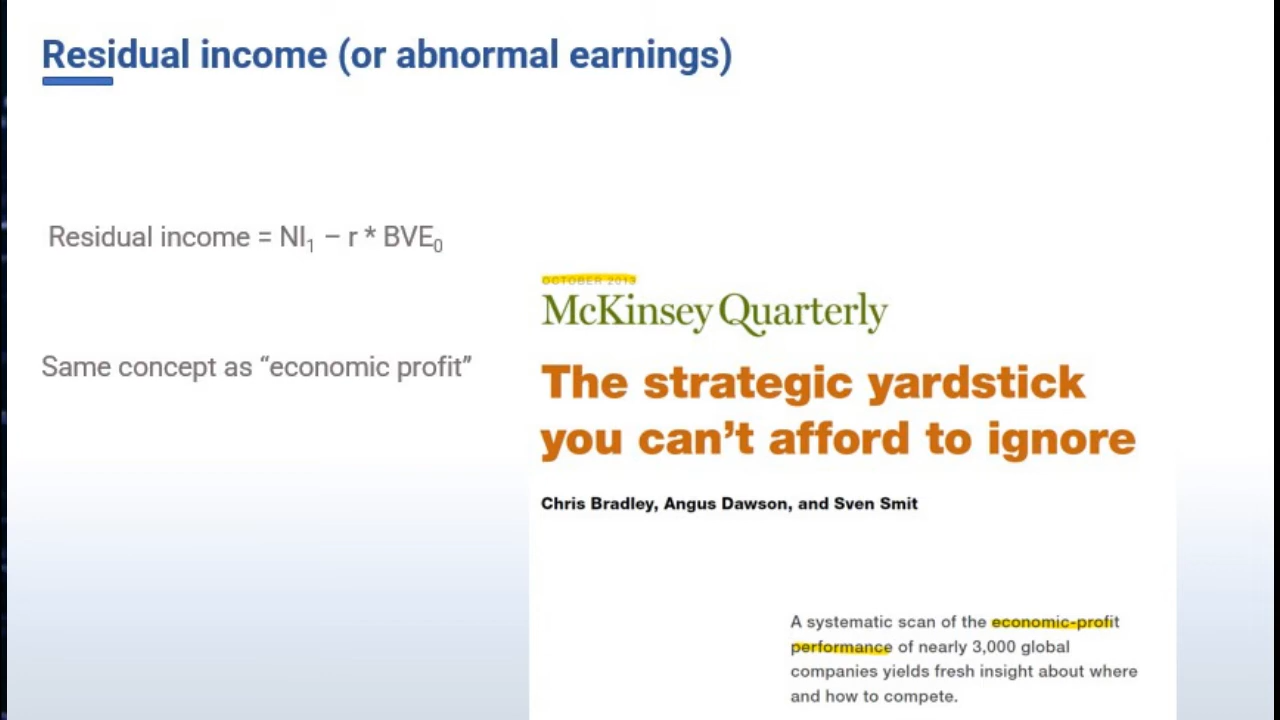 Residual income (or abnormal earnings)
Residual income = NI₁ – r * BVE₀
Same concept as “economic profit”
OCTOBER 2013
McKinsey Quarterly
The strategic yardstick
you can’t afford to ignore
Chris Bradley, Angus Dawson, and Sven Smit
A systematic scan of the economic-profit
performance of nearly 3,000 global
companies yields fresh insight about where
and how to compete.